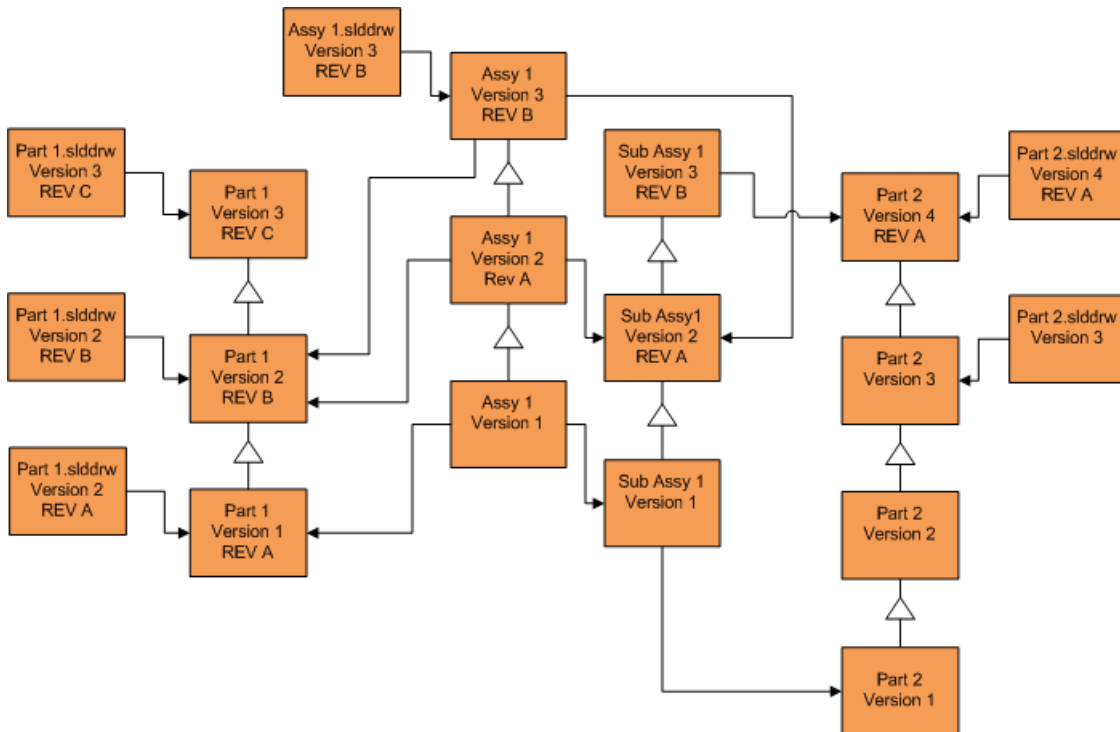 Assy 1.slddrw
Version 3
REV B
Assy 1
Version 3
REV B
Part 1.slddrw
Version 3
REV C
Part 1
Version 3
REV C
Sub Assy 1
Version 3
REV B
Part 2
Version 4
REV A
Part 2.slddrw
Version 4
REV A
Assy 1
Version 2
Rev A
Part 1.slddrw
Version 2
REV B
Part 1
Version 2
REV B
Sub Assy1
Version 2
REV A
Part 2
Version 3
Part 2.slddrw
Version 3
Assy 1
Version 1
Part 1.slddrw
Version 2
REV A
Part 1
Version 1
REV A
Sub Assy 1
Version 1
Part 2
Version 2
Part 2
Version 1